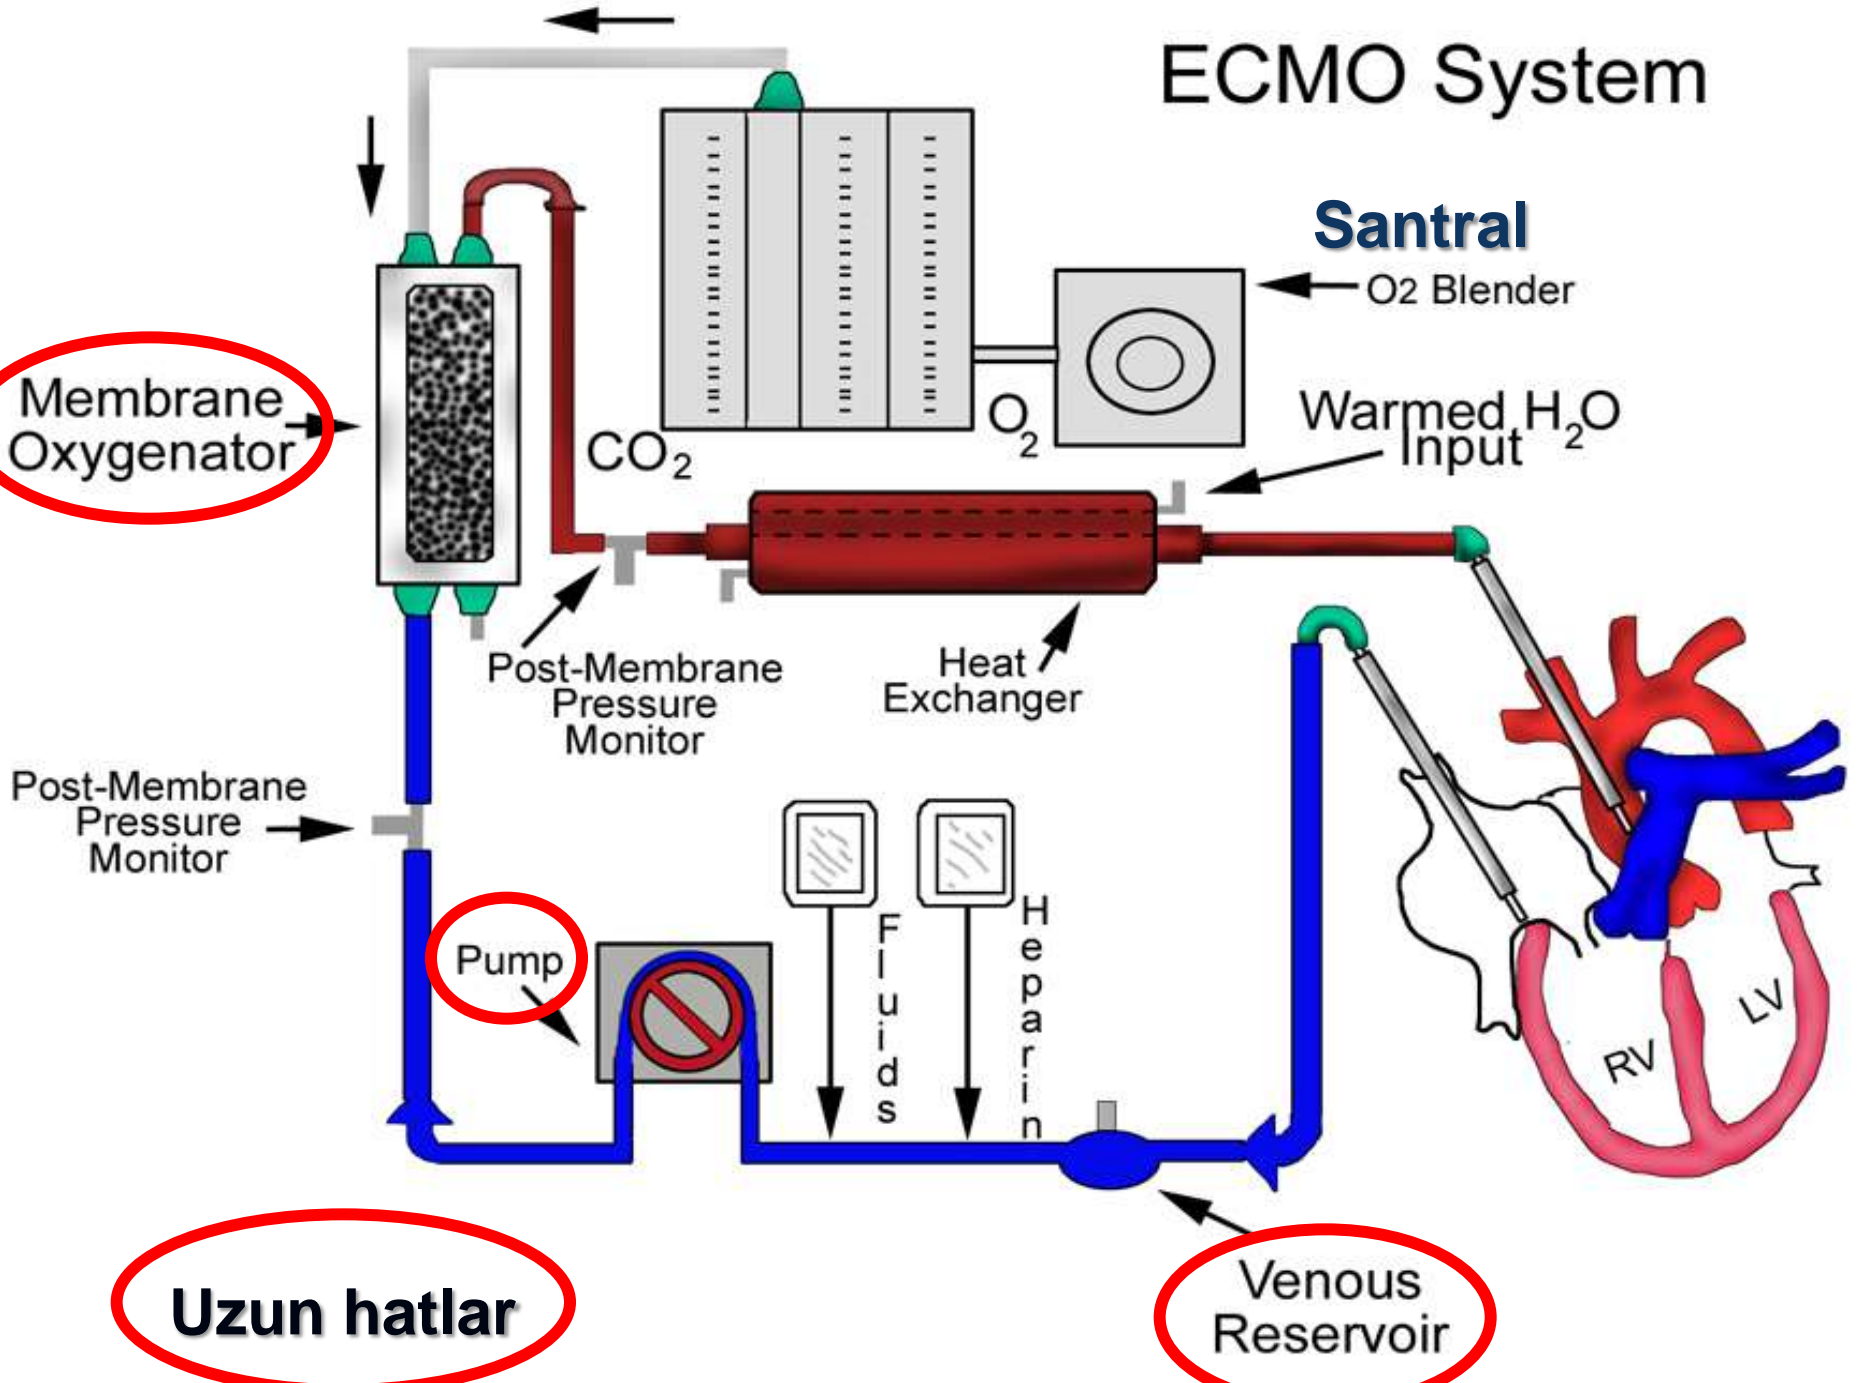 ECMO System
Santral
O2 Blender
Membrane
Oxygenator
CO2
O2
Warmed H2O
Input
Post-Membrane
Pressure
Monitor
Heat
Exchanger
Post-Membrane
Pressure
Monitor
Pump
Fluids
Heparin
LV
RV
Uzun hatlar
Venous
Reservoir